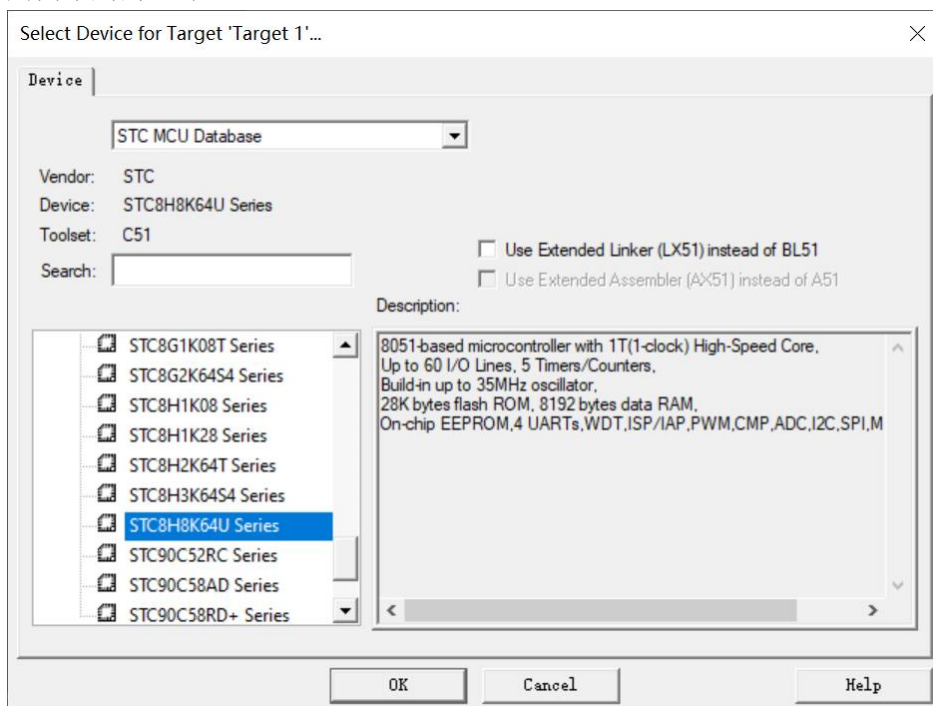 Select Device for Target 'Target 1'...
Device
STC MCU Database
Vendor: STC
Device: STC8H8K64U Series
Toolset: C51
Search:
Use Extended Linker (LX51) instead of BL51
Use Extended Assembler (AX51) instead of A51
Description:
STC8G1K08T Series
STC8G2K64S4 Series
STC8H1K08 Series
STC8H1K28 Series
STC8H2K64T Series
STC8H3K64S4 Series
STC8H8K64U Series
STC90C52RC Series
STC90C58AD Series
STC90C58RD+ Series
8051-based microcontroller with 1T(1-clock) High-Speed Core,
Up to 60 I/O Lines, 5 Timers/Counters,
Build-in up to 35MHz oscillator,
28K bytes flash ROM, 8192 bytes data RAM,
On-chip EEPROM,4 UARTs,WDT,ISP/IAP,PWM,CMP,ADC,I2C,SPI,M
OK
Cancel
Help